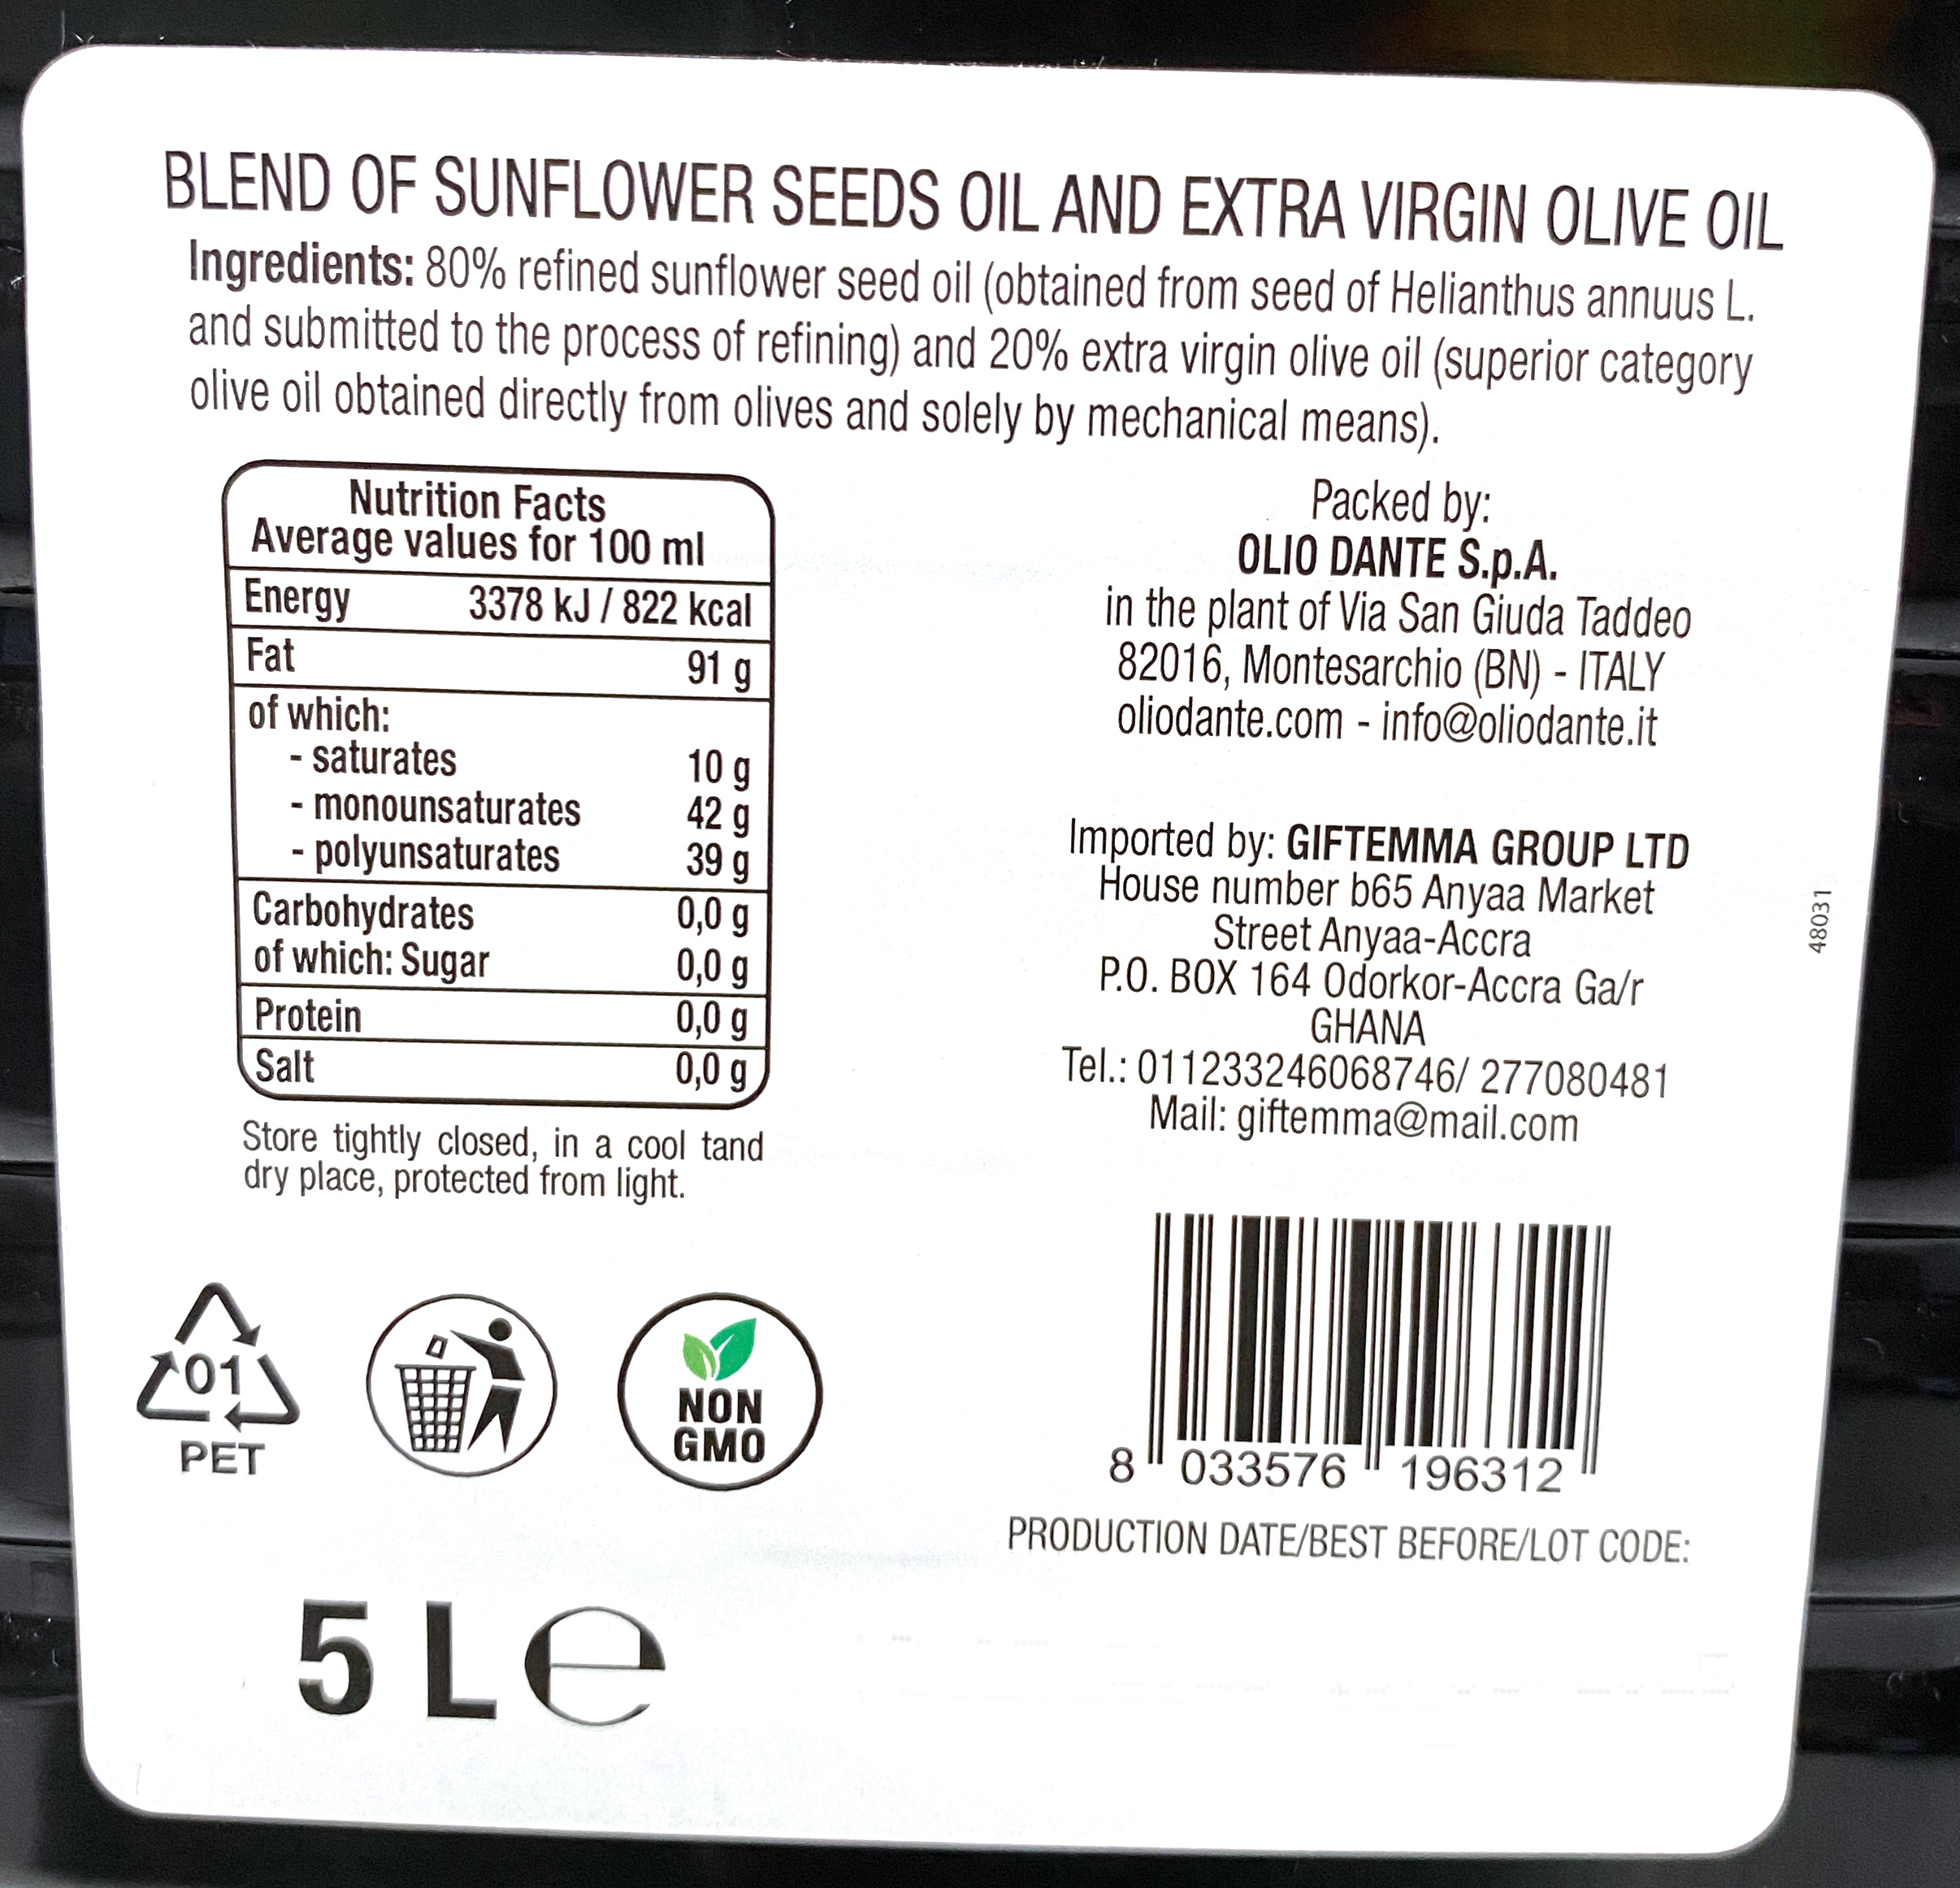 BLEND OF SUNFLOWER SEEDS OIL AND EXTRA VIRGIN OLIVE OIL
Ingredients: 80% refined sunflower seed oil (obtained from seed of Helianthus annuus L.
and submitted to the process of refining) and 20% extra virgin olive oil (superior category
olive oil obtained directly from olives and solely by mechanical means).
Nutrition Facts
Average values for 100 ml
Energy 3378 kJ / 822 kcal
Fat 91 g
of which:
- saturates 10 g
- monounsaturates 42 g
- polyunsaturates 39 g
Carbohydrates 0,0 g
of which: Sugar 0,0 g
Protein 0,0 g
Salt 0,0 g
Store tightly closed, in a cool tand
dry place, protected from light.
Packed by:
OLIO DANTE S.p.A.
in the plant of Via San Giuda Taddeo
82016, Montesarchio (BN) - ITALY
oliodante.com - info@oliodante.it
Imported by: GIFTEMMA GROUP LTD
House number b65 Anyaa Market
Street Anyaa-Accra
P.O. BOX 164 Odorkor-Accra Ga/r
GHANA
Tel.: 011233246068746/ 277080481
Mail: giftemma@mail.com
48031
01
PET
NON
GMO
8 033576 196312
PRODUCTION DATE/BEST BEFORE/LOT CODE:
5 L e